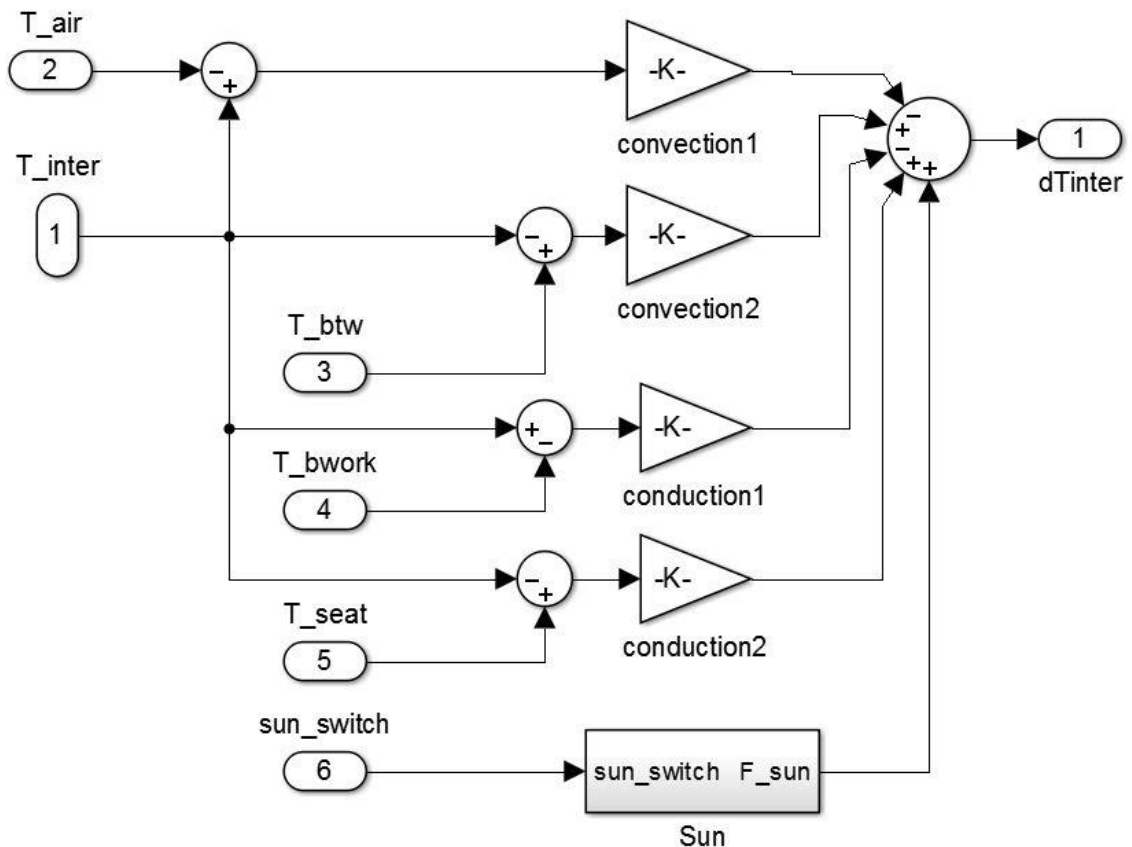 T_air
2
-
+
-K-
convection1
-
+
-
+
+
1
dTinter
T_inter
1
-
+
-K-
convection2
T_btw
3
+
-
-K-
conduction1
T_bwork
4
-
+
-K-
conduction2
T_seat
5
sun_switch
6
sun_switch F_sun
Sun